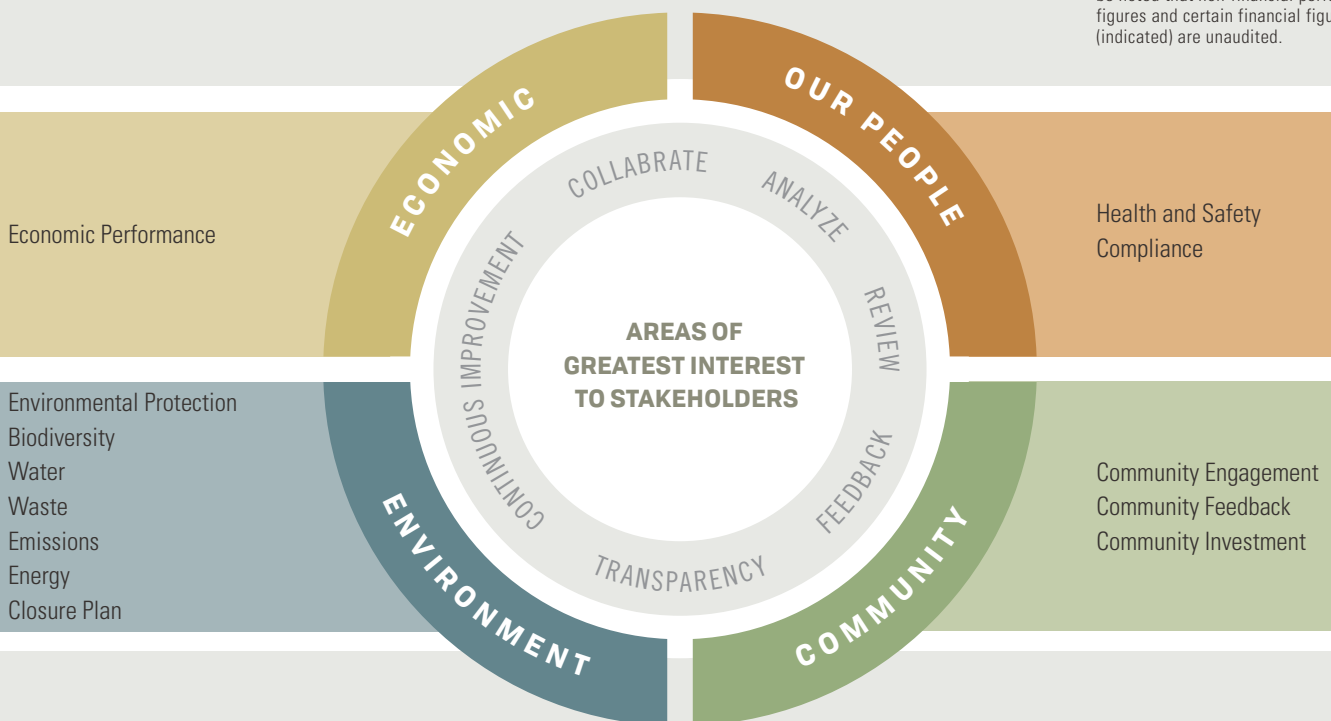 figures and certain financial figu
(indicated) are unaudited.
ECONOMIC
OUR PEOPLE
COLLABRATE
ANALYZE
REVIEW
FEEDBACK
TRANSPARENCY
CONTINUOUS IMPROVEMENT
Economic Performance
Health and Safety
Compliance
AREAS OF
GREATEST INTEREST
TO STAKEHOLDERS
Environmental Protection
Biodiversity
Water
Waste
Emissions
Energy
Closure Plan
Community Engagement
Community Feedback
Community Investment
ENVIRONMENT
COMMUNITY